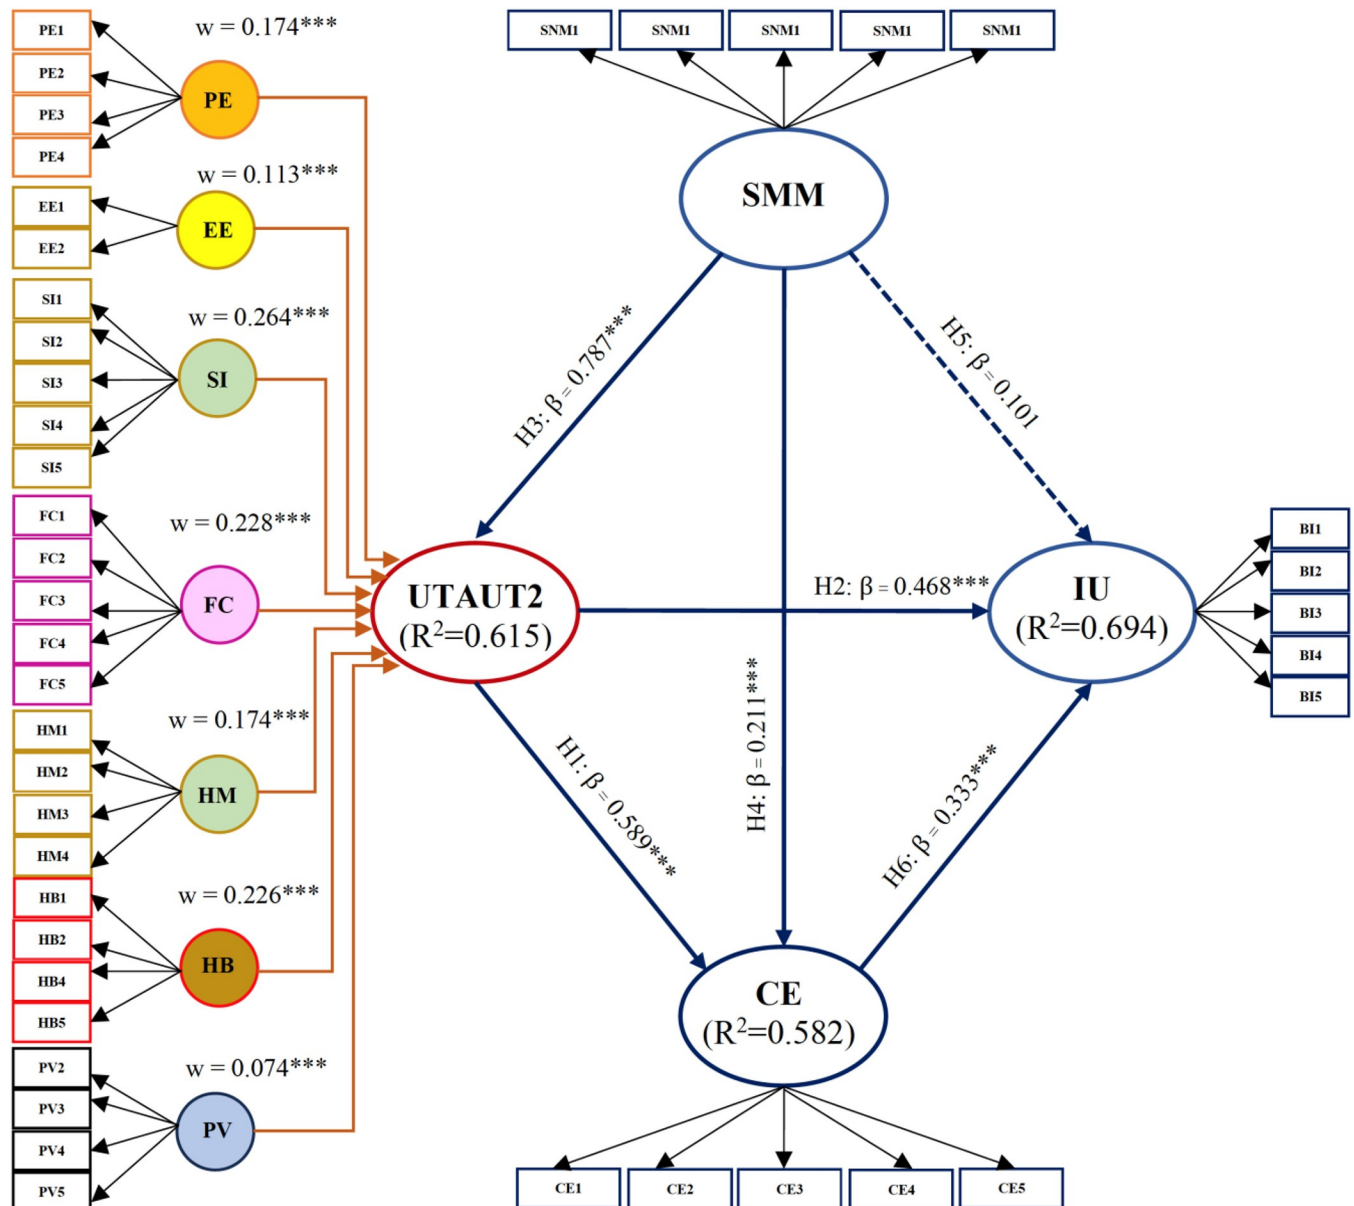 PE1
PE2
PE3
PE4
w = 0.174***
PE
EE1
EE2
w = 0.113***
EE
SI1
SI2
SI3
SI4
SI5
w = 0.264***
SI
FC1
FC2
FC3
FC4
FC5
w = 0.228***
FC
HM1
HM2
HM3
HM4
w = 0.174***
HM
HB1
HB2
HB4
HB5
w = 0.226***
HB
PV2
PV3
PV4
PV5
w = 0.074***
PV
SNM1 SNM1 SNM1 SNM1 SNM1
SMM
H3: β = 0.787***
H5: β = 0.101
UTAUT2
(R²=0.615)
H2: β = 0.468***
IU
(R²=0.694)
BI1
BI2
BI3
BI4
BI5
H1: β = 0.589***
H4: β = 0.211***
H6: β = 0.333***
CE
(R²=0.582)
CE1 CE2 CE3 CE4 CE5